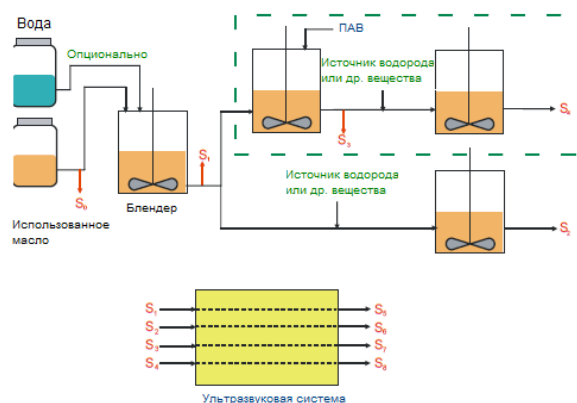 Вода
Опционально
ПАВ
Источник водорода
или др. вещества
S₄
S₃
S₁
S₀
Блендер
Использованное
масло
Источник водорода
или др. вещества
S₂
S₁
S₂
S₃
S₄
S₅
S₆
S₇
S₈
Ультразвуковая система